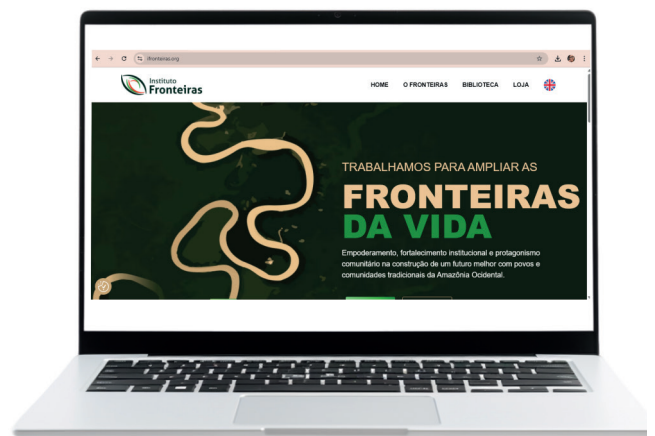 ifronteiras.org
Instituto
Fronteiras
HOME O FRONTEIRAS BIBLIOTECA LOJA
TRABALHAMOS PARA AMPLIAR AS
FRONTEIRAS
DA VIDA
Empoderamento, fortalecimento institucional e protagonismo
comunitário na construção de um futuro melhor com povos e
comunidades tradicionais da Amazônia Ocidental.